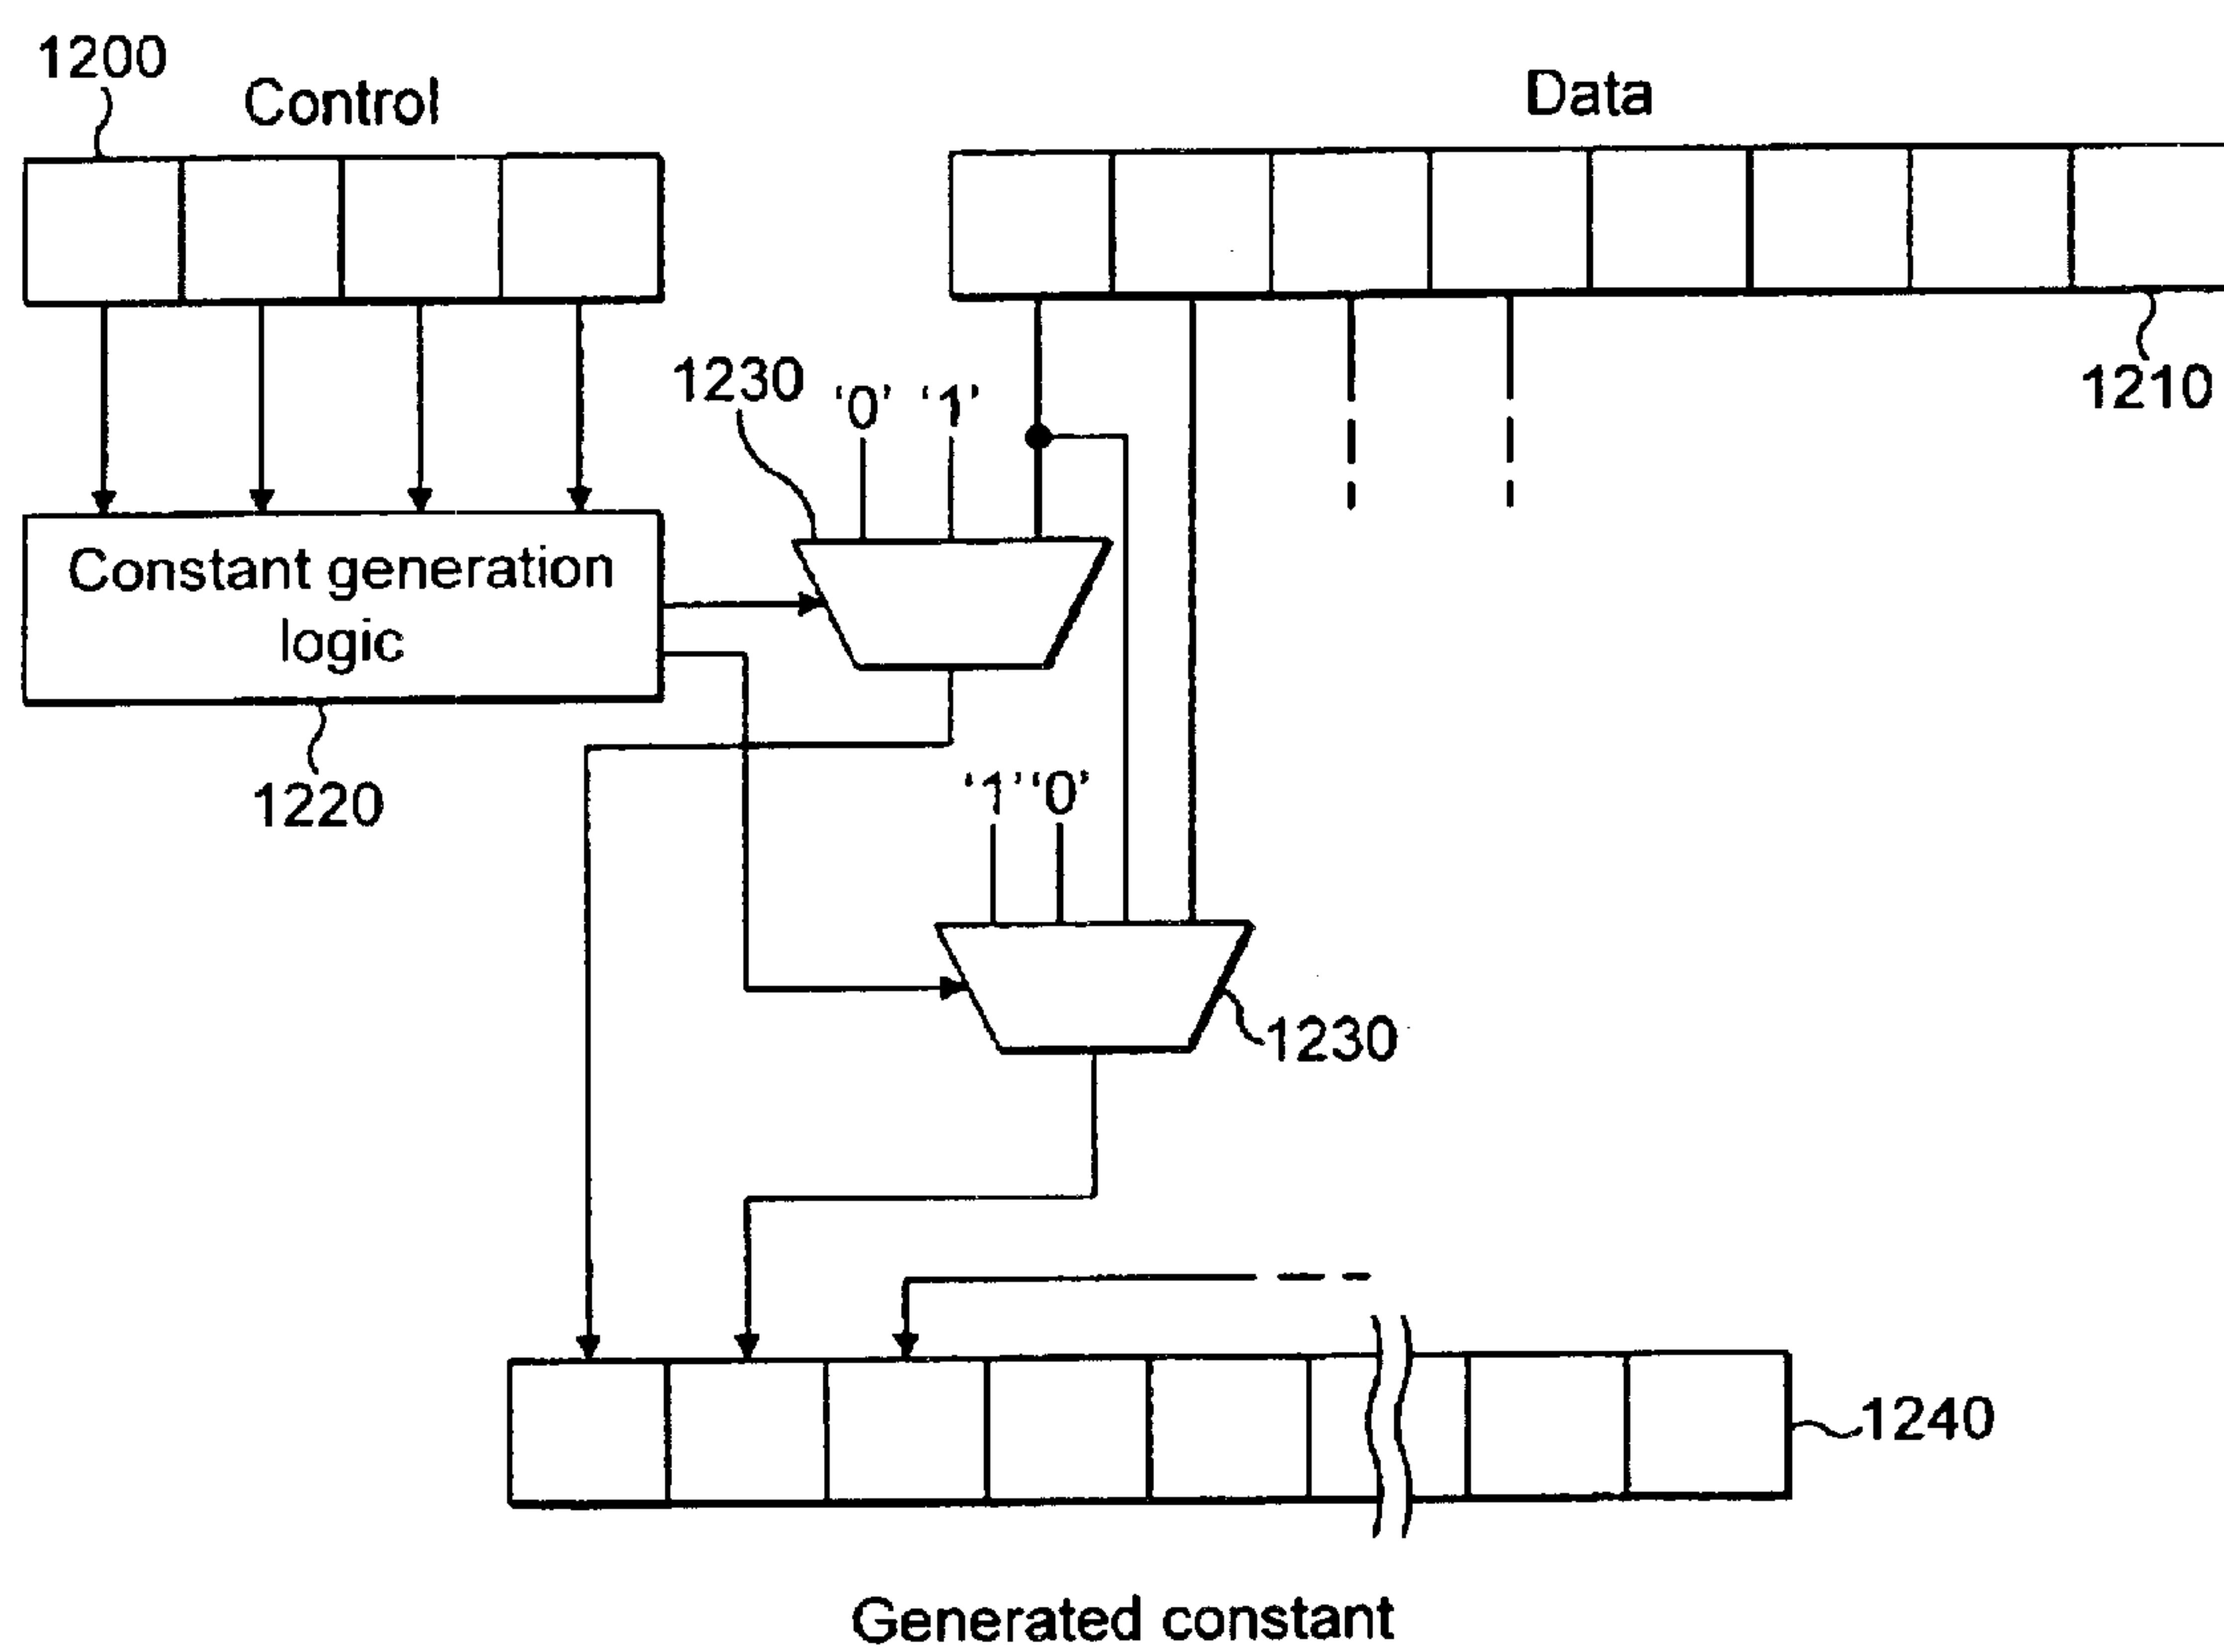 1200
Control
Data
1210
1230
‘0’ ‘1’
Constant generation
logic
1220
‘1’ ‘0’
1230
1240
Generated constant